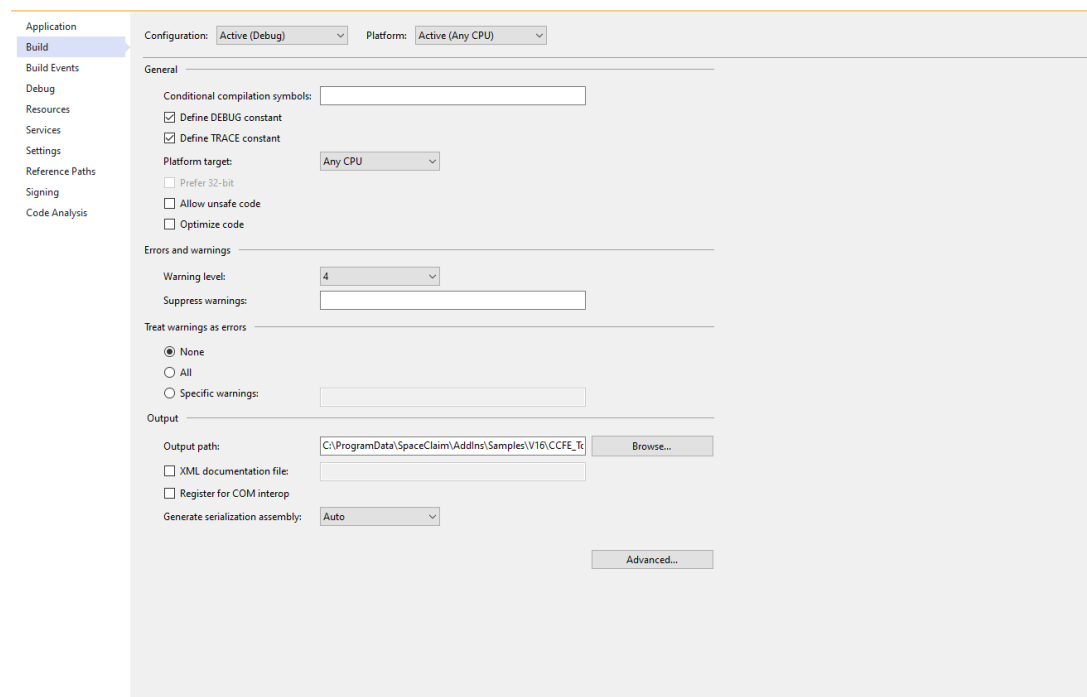 Application
Build
Build Events
Debug
Resources
Services
Settings
Reference Paths
Signing
Code Analysis
Configuration: Active (Debug) Platform: Active (Any CPU)
General
Conditional compilation symbols:
Define DEBUG constant
Define TRACE constant
Platform target: Any CPU
Prefer 32-bit
Allow unsafe code
Optimize code
Errors and warnings
Warning level: 4
Suppress warnings:
Treat warnings as errors
None
All
Specific warnings:
Output
Output path: C:\ProgramData\SpaceClaim\AddIns\Samples\V16\CCFE_Tc Browse...
XML documentation file:
Register for COM interop
Generate serialization assembly: Auto
Advanced...